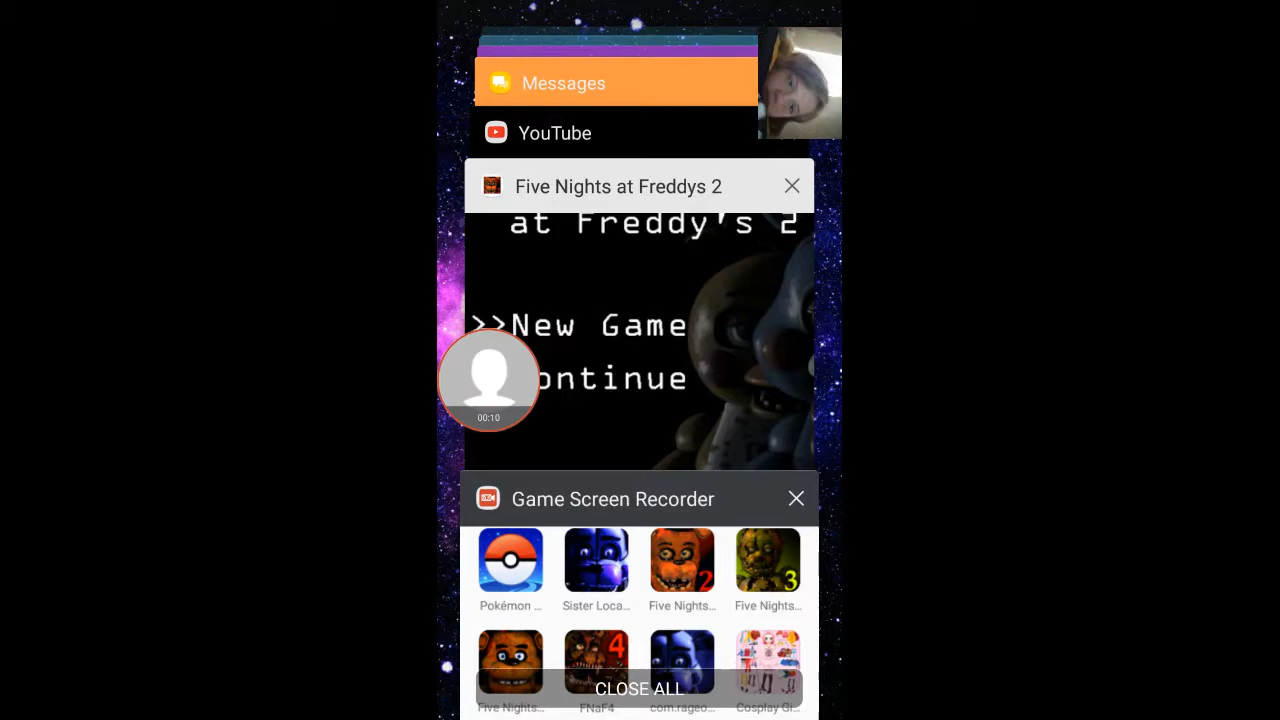 Messages
YouTube
Five Nights at Freddys 2
at Freddy's 2
>>New Game
ontinue
00:10
Game Screen Recorder
Pokémon ...
Sister Loca...
2
Five Nights...
3
Five Nights...
Five Nights...
4
FNaF4
com.rageo...
Cosplay Gi...
CLOSE ALL